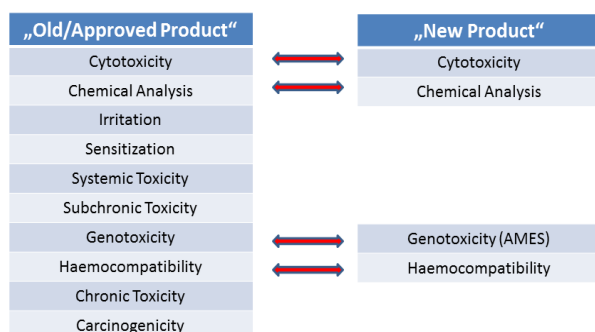 „Old/Approved Product“
Cytotoxicity
Chemical Analysis
Irritation
Sensitization
Systemic Toxicity
Subchronic Toxicity
Genotoxicity
Haemocompatibility
Chronic Toxicity
Carcinogenicity
„New Product“
Cytotoxicity
Chemical Analysis
Genotoxicity (AMES)
Haemocompatibility